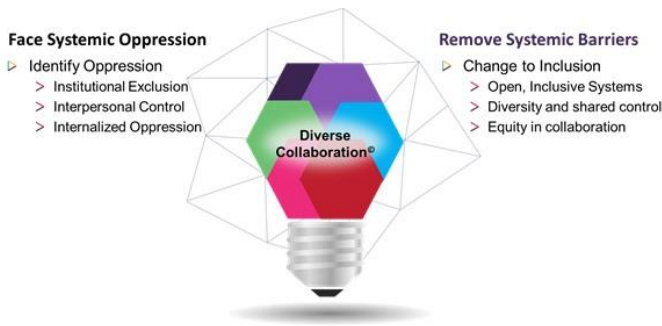 Face Systemic Oppression
Identify Oppression
> Institutional Exclusion
> Interpersonal Control
> Internalized Oppression
Diverse
Collaboration©
Remove Systemic Barriers
Change to Inclusion
> Open, Inclusive Systems
> Diversity and shared control
> Equity in collaboration